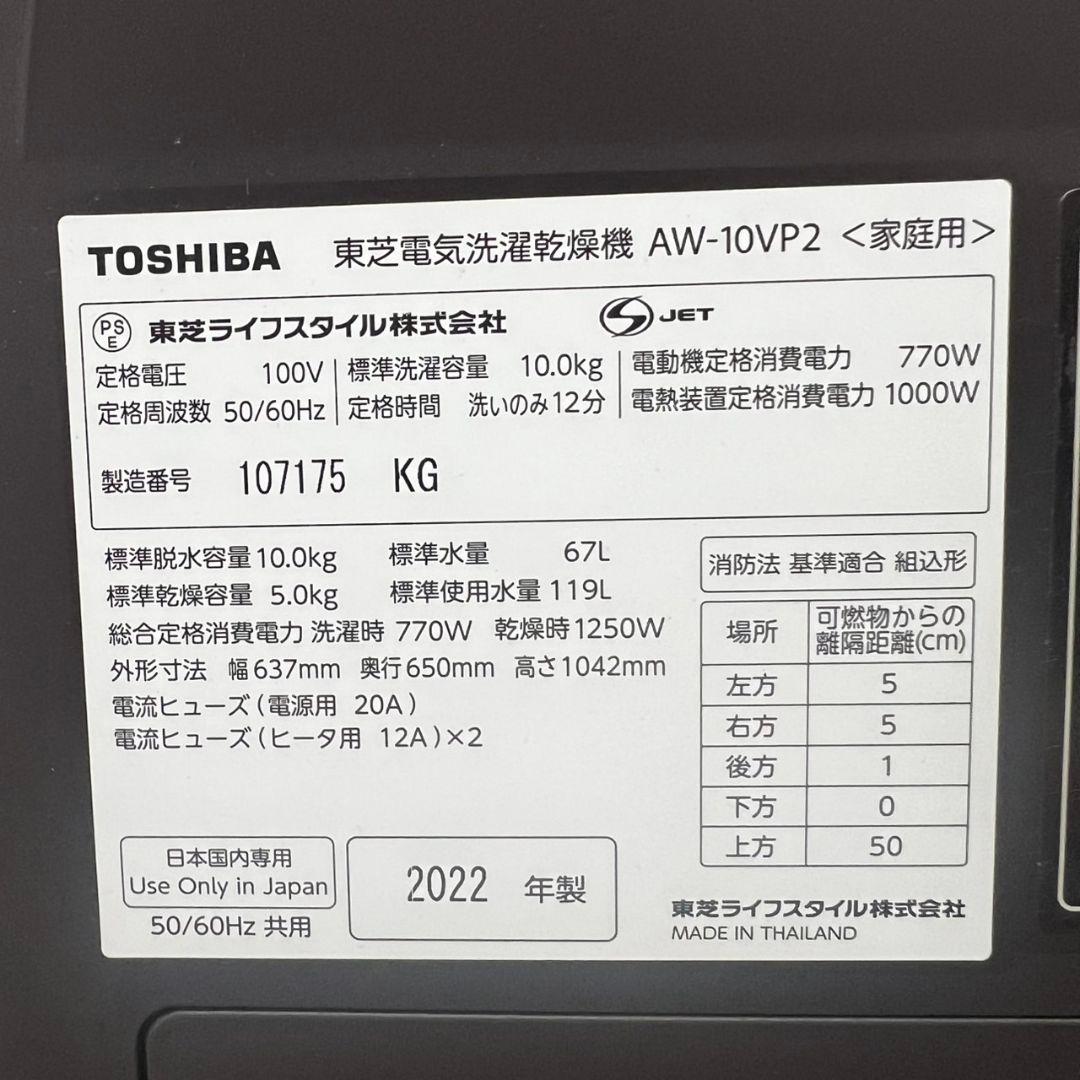 TOSHIBA 東芝電気洗濯乾燥機 AW-10VP2 <家庭用>
PSE 東芝ライフスタイル株式会社 S JET
定格電圧 100V 標準洗濯容量 10.0kg 電動機定格消費電力 770W
定格周波数 50/60Hz 定格時間 洗いのみ12分 電熱装置定格消費電力 1000W
製造番号 107175 KG
標準脱水容量 10.0kg 標準水量 67L
標準乾燥容量 5.0kg 標準使用水量 119L
総合定格消費電力 洗濯時 770W 乾燥時 1250W
外形寸法 幅 637mm 奥行 650mm 高さ 1042mm
電流ヒューズ(電源用 20A)
電流ヒューズ(ヒータ用 12A)×2
消防法 基準適合 組込形
場所 可燃物からの離隔距離(cm)
左方 5
右方 5
後方 1
下方 0
上方 50
日本国内専用
Use Only in Japan
50/60Hz 共用
2022 年製
東芝ライフスタイル株式会社
MADE IN THAILAND